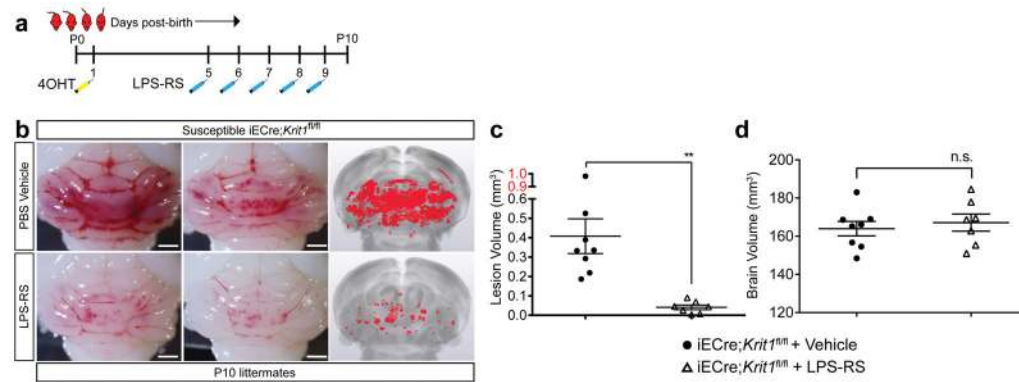 a
Days post-birth
P0
P10
1
5
6
7
8
9
4OHT
LPS-RS
b
Susceptible iECre;Krit1fl/fl
PBS Vehicle
LPS-RS
P10 littermates
c
**
Lesion Volume (mm³)
1.0
0.9
0.6
0.5
0.4
0.3
0.2
0.1
0.0
d
n.s.
Brain Volume (mm³)
200
180
160
140
120
● iECre;Krit1fl/fl + Vehicle
△ iECre;Krit1fl/fl + LPS-RS